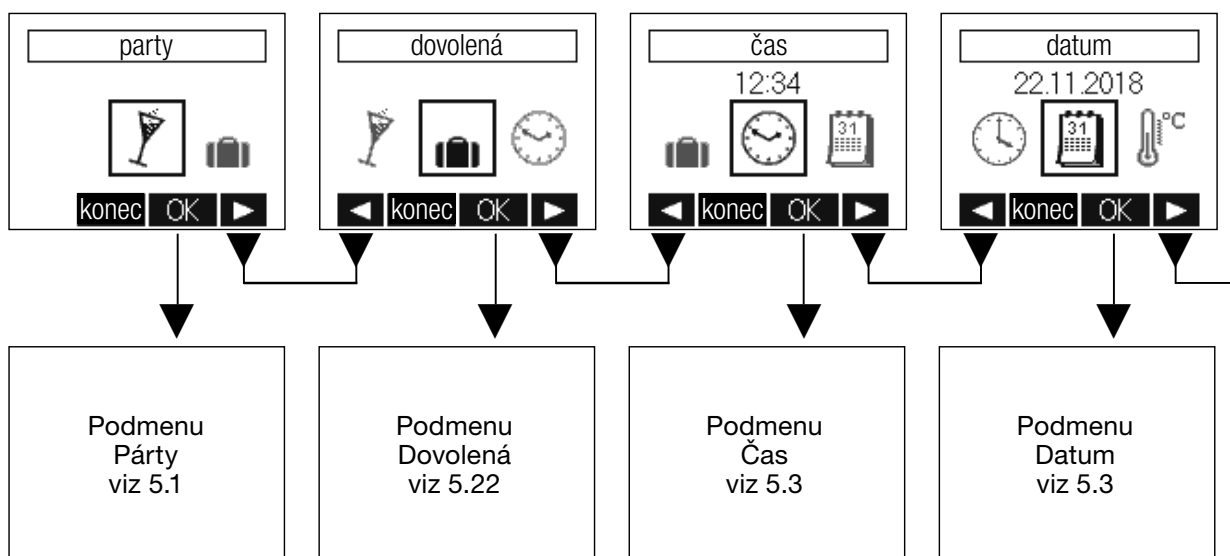 party
konec OK
dovolená
konec OK
čas
12:34
31
konec OK
datum
22.11.2018
31
°C
konec OK
Podmenu
Párty
viz 5.1
Podmenu
Dovolená
viz 5.22
Podmenu
Čas
viz 5.3
Podmenu
Datum
viz 5.3